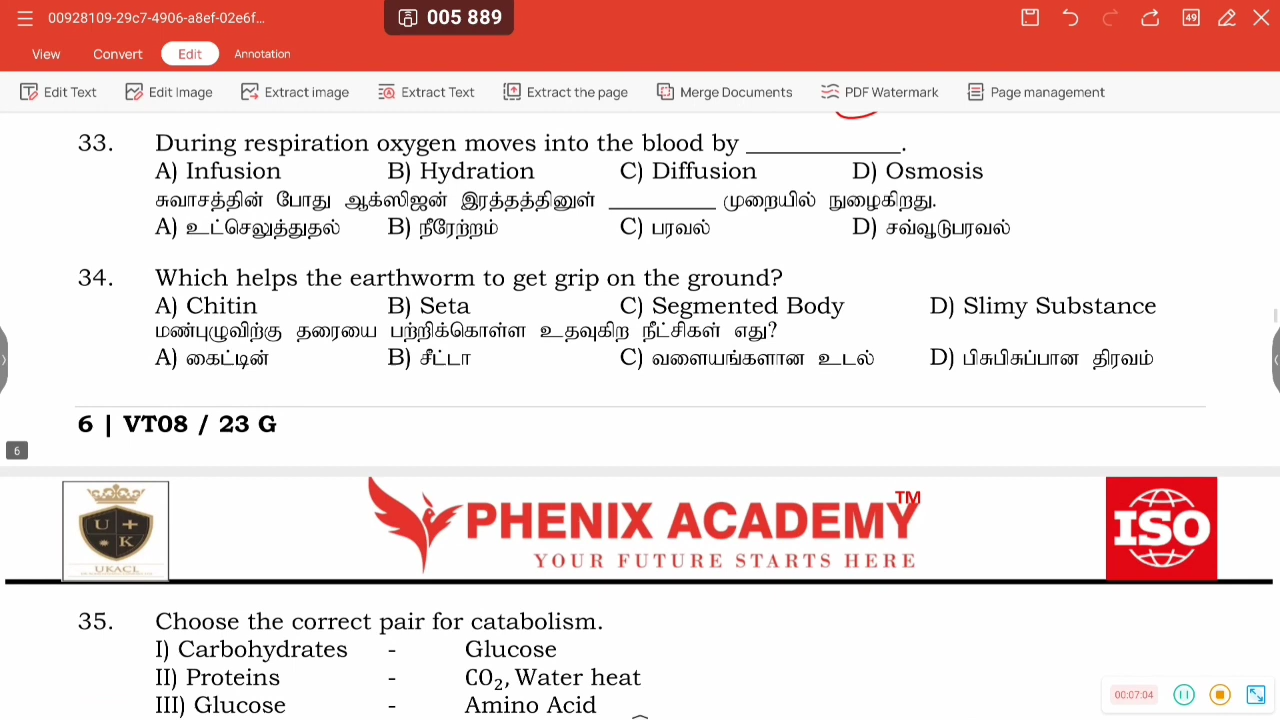 00928109-29c7-4906-a8ef-02e6f...
005 889
49
View Convert Edit Annotation
Edit Text Edit Image Extract image Extract Text Extract the page Merge Documents PDF Watermark Page management
33. During respiration oxygen moves into the blood by ____________.
A) Infusion B) Hydration C) Diffusion D) Osmosis
சுவாசத்தின் போது ஆக்ஸிஜன் இரத்தத்தினுள் _________ முறையில் நுழைகிறது.
A) உட்செலுத்துதல் B) நீரேற்றம் C) பரவல் D) சவ்வூடுபரவல்
34. Which helps the earthworm to get grip on the ground?
A) Chitin B) Seta C) Segmented Body D) Slimy Substance
மண்புழுவிற்கு தரையை பற்றிக்கொள்ள உதவுகிற நீட்சிகள் எது?
A) கைட்டின் B) சீட்டா C) வளையங்களான உடல் D) பிசுபிசுப்பான திரவம்
6 | VT08 / 23 G
6
U K
UKACL
PHENIX ACADEMY TM
YOUR FUTURE STARTS HERE
ISO
35. Choose the correct pair for catabolism.
I) Carbohydrates - Glucose
II) Proteins - CO₂, Water heat
III) Glucose - Amino Acid
00:07:04